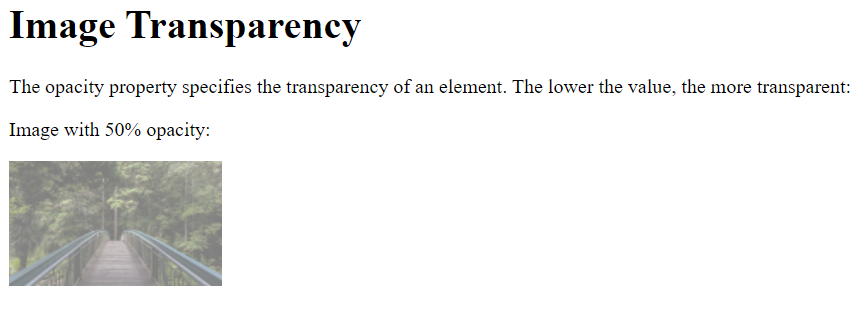 Image Transparency
The opacity property specifies the transparency of an element. The lower the value, the more transparent:
Image with 50% opacity: